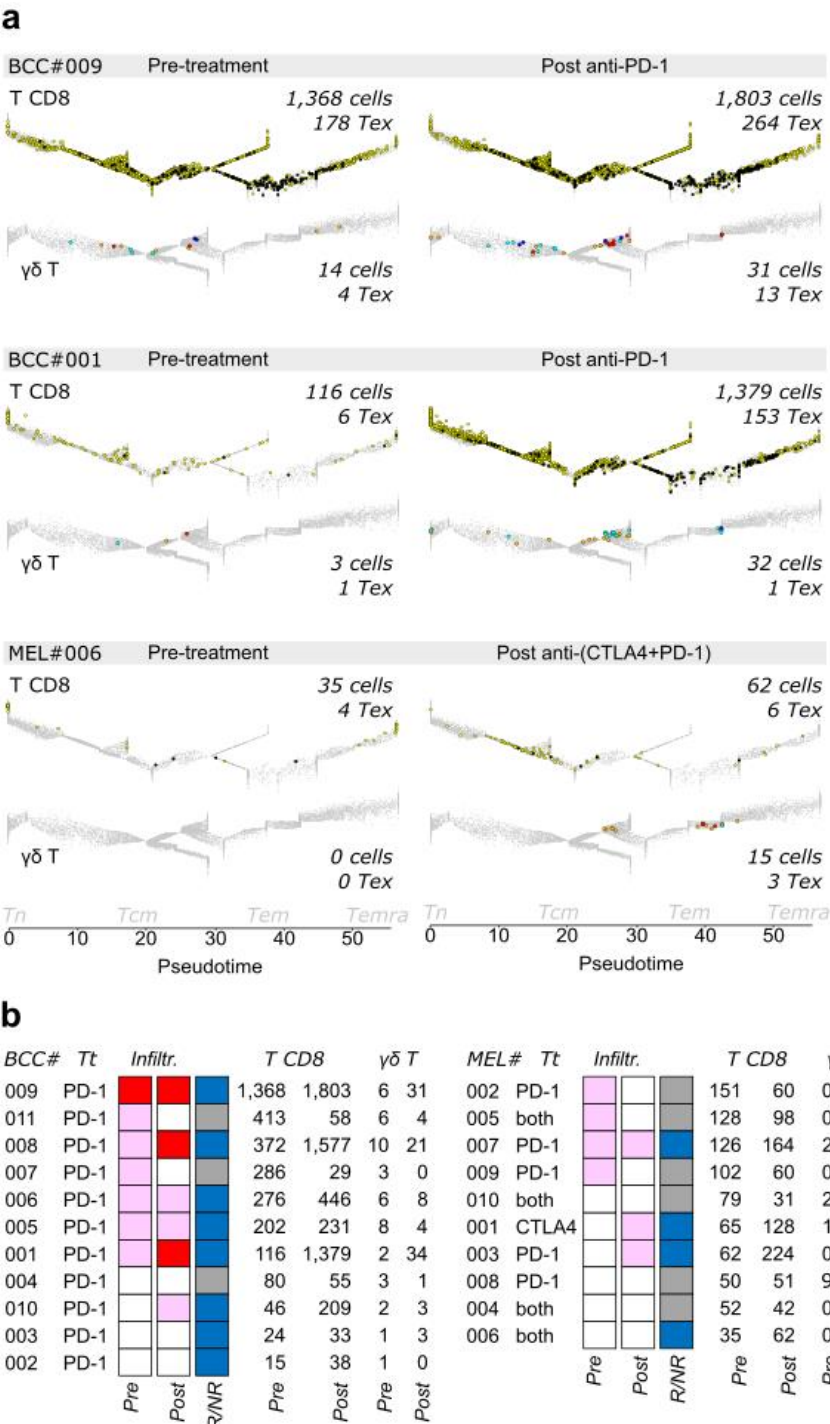 a
BCC#009 Pre-treatment Post anti-PD-1
T CD8 1,368 cells 1,803 cells
178 Tex 264 Tex
γδ T 14 cells 31 cells
4 Tex 13 Tex
BCC#001 Pre-treatment Post anti-PD-1
T CD8 116 cells 1,379 cells
6 Tex 153 Tex
γδ T 3 cells 32 cells
1 Tex 1 Tex
MEL#006 Pre-treatment Post anti-(CTLA4+PD-1)
T CD8 35 cells 62 cells
4 Tex 6 Tex
γδ T 0 cells 15 cells
0 Tex 3 Tex
Tn Tcm Tem Temra Tn Tcm Tem Temra
0 10 20 30 40 50 0 10 20 30 40 50
Pseudotime Pseudotime
b
BCC# Tt Infiltr. T CD8 γδ T MEL# Tt Infiltr. T CD8 γ
009 PD-1 1,368 1,803 6 31 002 PD-1 151 60 0
011 PD-1 413 58 6 4 005 both 128 98 0
008 PD-1 372 1,577 10 21 007 PD-1 126 164 2
007 PD-1 286 29 3 0 009 PD-1 102 60 0
006 PD-1 276 446 6 8 010 both 79 31 2
005 PD-1 202 231 8 4 001 CTLA4 65 128 1
001 PD-1 116 1,379 2 34 003 PD-1 62 224 0
004 PD-1 80 55 3 1 008 PD-1 50 51 9
010 PD-1 46 209 2 3 004 both 52 42 0
003 PD-1 24 33 1 3 006 both 35 62 0
002 PD-1 15 38 1 0
Pre Post R/NR Pre Post Pre Post Pre Post R/NR Pre Post Pre